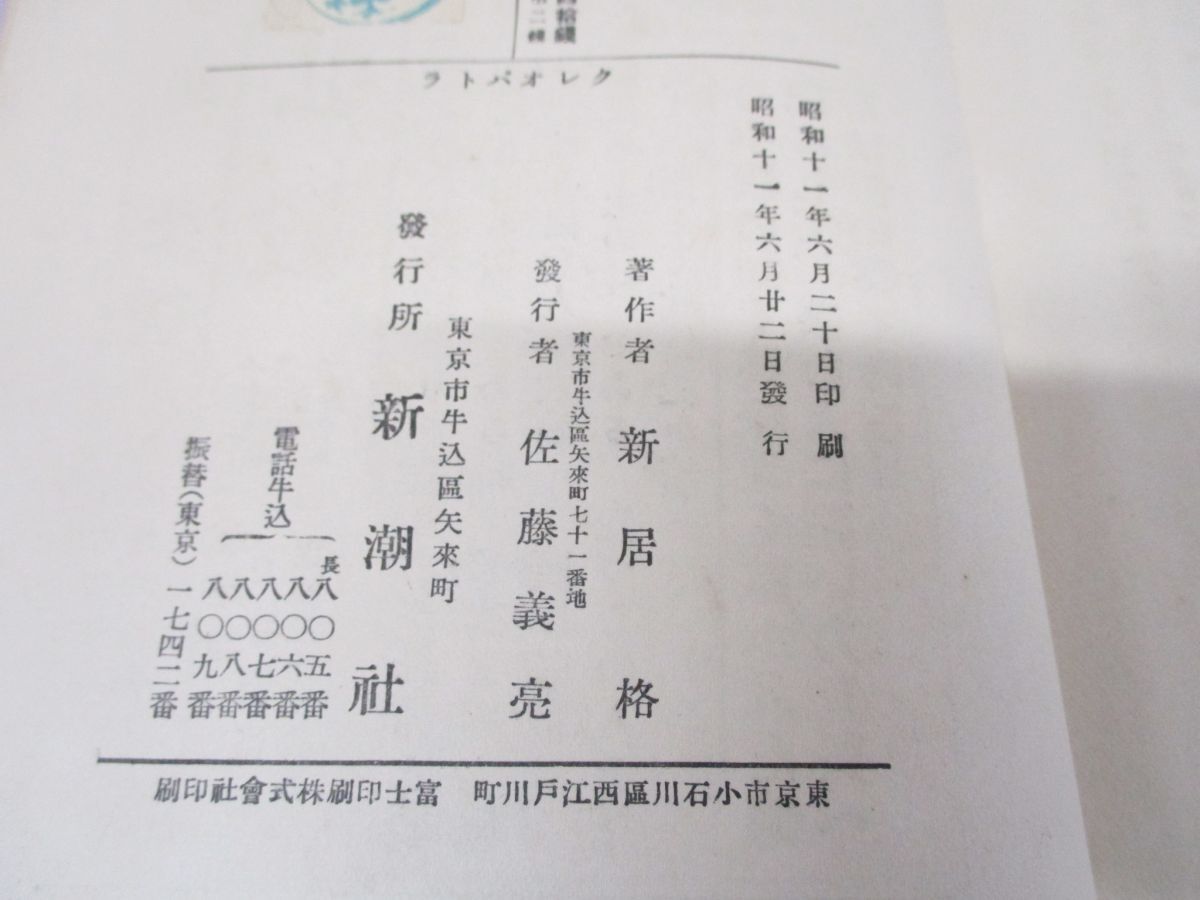 拾錢
クレオパトラ
昭和十一年六月二十日印刷
昭和十一年六月廿二日發行
著作者 新居格
東京市牛込區矢來町七十一番地
發行者 佐藤義亮
東京市牛込區矢來町
發行所 新潮社
電話牛込
長八〇五番
八〇六番
八〇七番
八〇八番
八〇九番
振替(東京)一七四二番
東京市小石川區西江戶川町 富士印刷株式會社印刷